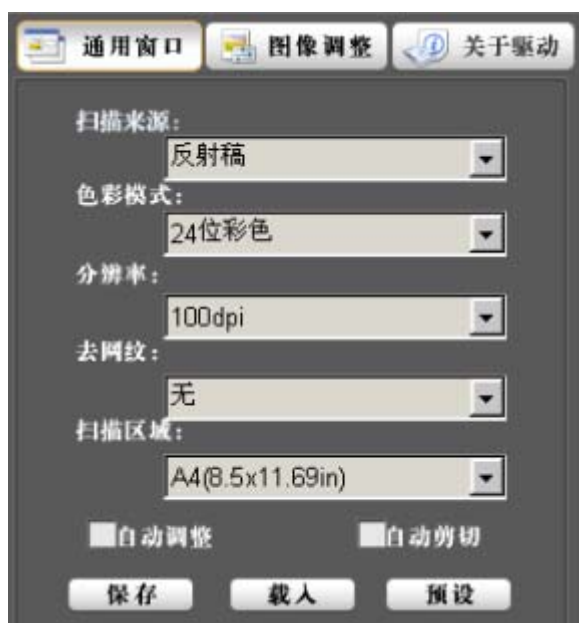 通用窗口 图像调整 关于驱动
扫描来源:
反射稿
色彩模式:
24位彩色
分辨率:
100dpi
去网纹:
无
扫描区域:
A4(8.5x11.69in)
自动调整 自动剪切
保存 载入 预设